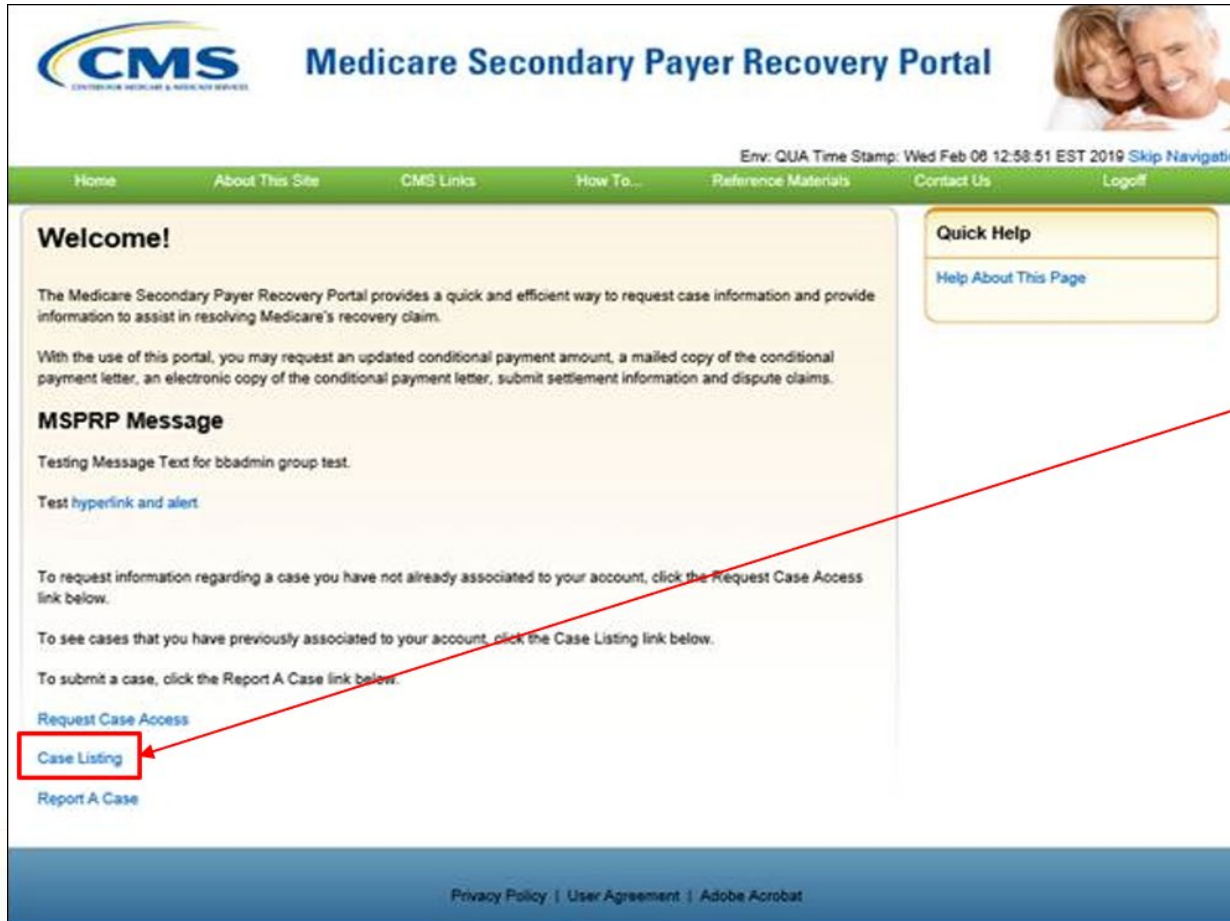 CMS
CENTERS FOR MEDICARE & MEDICAID SERVICES
Medicare Secondary Payer Recovery Portal
Env: QUA Time Stamp: Wed Feb 06 12:58:51 EST 2019 Skip Navigati
Home About This Site CMS Links How To... Reference Materials Contact Us Logoff
Welcome!
The Medicare Secondary Payer Recovery Portal provides a quick and efficient way to request case information and provide
information to assist in resolving Medicare's recovery claim.
With the use of this portal, you may request an updated conditional payment amount, a mailed copy of the conditional
payment letter, an electronic copy of the conditional payment letter, submit settlement information and dispute claims.
MSPRP Message
Testing Message Text for bbadmin group test.
Test hyperlink and alert
To request information regarding a case you have not already associated to your account, click the Request Case Access
link below.
To see cases that you have previously associated to your account, click the Case Listing link below.
To submit a case, click the Report A Case link below.
Request Case Access
Case Listing
Report A Case
Quick Help
Help About This Page
Privacy Policy | User Agreement | Adobe Acrobat